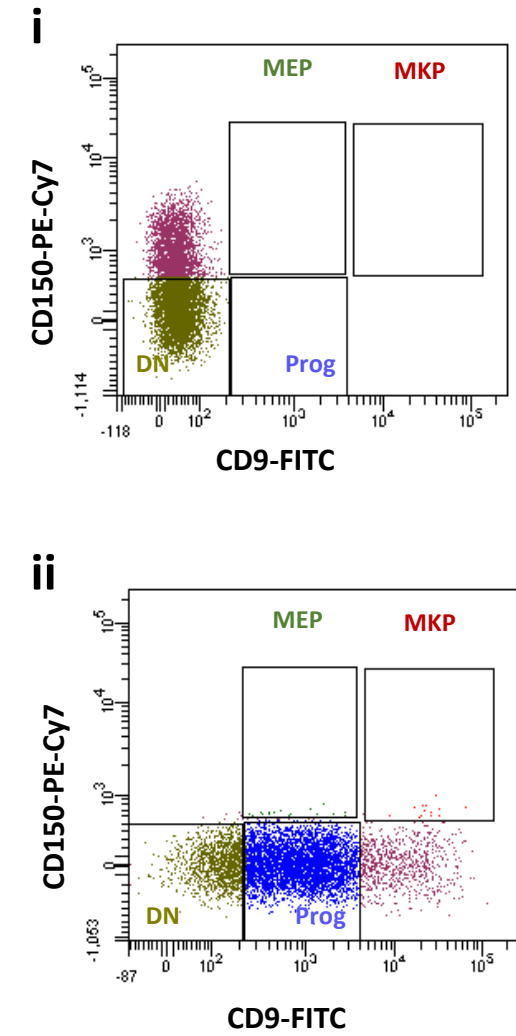 i
MEP MKP
10^5
10^4
10^3
0
-1,114
DN Prog
-118 0 10^2 10^3 10^4 10^5
CD150-PE-Cy7
CD9-FITC
ii
MEP MKP
10^5
10^4
10^3
0
-1,053
DN Prog
-87 0 10^2 10^3 10^4 10^5
CD150-PE-Cy7
CD9-FITC